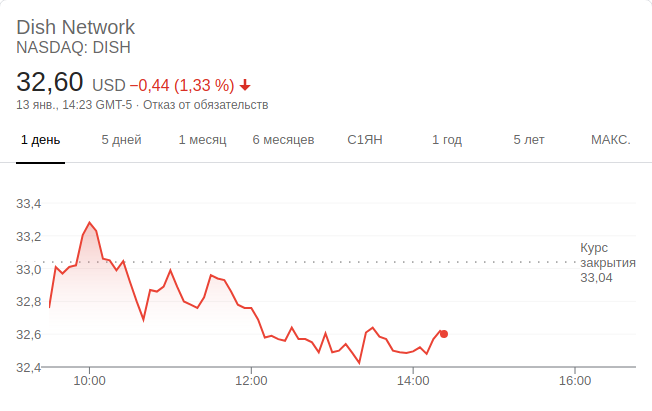 Dish Network
NASDAQ: DISH
32,60 USD −0,44 (1,33 %)
13 янв., 14:23 GMT-5 · Отказ от обязательств
1 день 5 дней 1 месяц 6 месяцев С1ЯН 1 год 5 лет МАКС.
33,4
33,2
33,0
32,8
32,6
32,4
Курс
закрытия
33,04
10:00 12:00 14:00 16:00